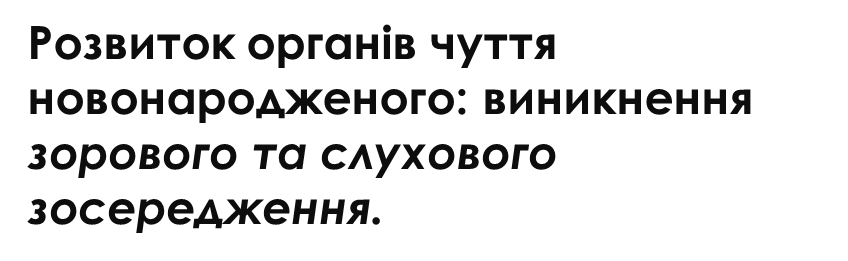 Розвиток органів чуття
новонародженого: виникнення
зорового та слухового
зосередження.